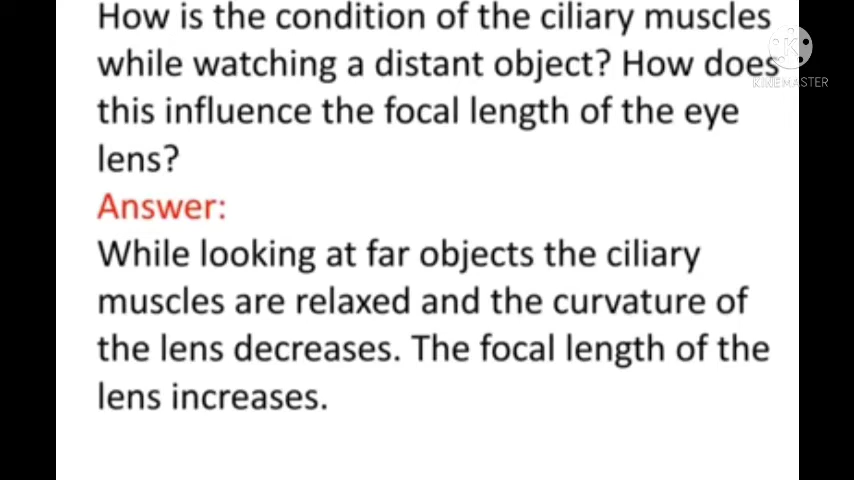 How is the condition of the ciliary muscles
while watching a distant object? How does
this influence the focal length of the eye
lens?
Answer:
While looking at far objects the ciliary
muscles are relaxed and the curvature of
the lens decreases. The focal length of the
lens increases.
K
KINEMASTER